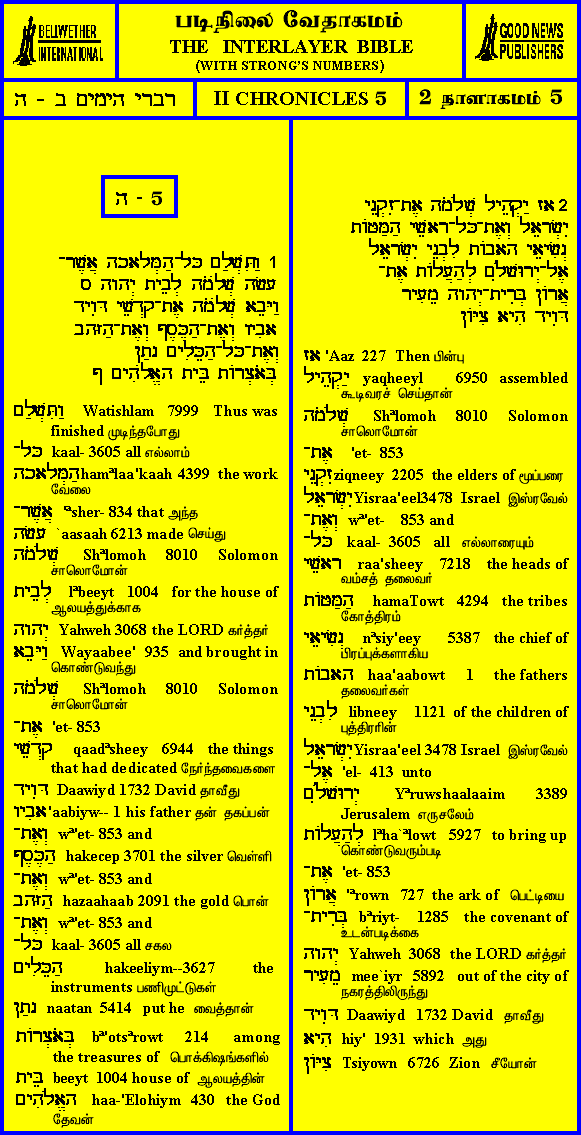 BELLWETHER
INTERNATIONAL
படிநிலை வேதாகமம்
THE INTERLAYER BIBLE
(WITH STRONG'S NUMBERS)
GOOD NEWS
PUBLISHERS
דברי הימים ב - ה
II CHRONICLES 5
2 நாளாகமம் 5
ה - 5
1 וַתִּשְׁלַם כָּל־הַמְּלָאכָה אֲשֶׁר־
עָשָׂה שְׁלֹמֹה לְבֵית יְהוָה ס
וַיָּבֵא שְׁלֹמֹה אֶת־קָדְשֵׁי דָּוִיד
אָבִיו וְאֶת־הַכֶּסֶף וְאֶת־הַזָּהָב
וְאֶת־כָּל־הַכֵּלִים נָתַן
בְּאֹצְרוֹת בֵּית הָאֱלֹהִים ף
וַתִּשְׁלַם Watishlam 7999 Thus was
finished முடிந்தபோது
כָּל־ kaal- 3605 all எல்லாம்
הַמְּלָאכָה hamªlaa'kaah 4399 the work
வேலை
אֲשֶׁר־ ªsher- 834 that அந்த
עָשָׂה `aasaah 6213 made செய்து
שְׁלֹמֹה Shªlomoh 8010 Solomon
சாலொமோன்
לְבֵית lªbeeyt 1004 for the house of
ஆலயத்துக்காக
יְהוָה Yahweh 3068 the LORD கர்த்தர்
וַיָּבֵא Wayaabee' 935 and brought in
கொண்டுவந்து
שְׁלֹמֹה Shªlomoh 8010 Solomon
சாலொமோன்
אֶת־ 'et- 853
קָדְשֵׁי qaadªsheey 6944 the things
that had dedicated நேர்ந்தவைகளை
דָּוִיד Daawiyd 1732 David தாவீது
אָבִיו 'aabiyw-- 1 his father தன் தகப்பன்
וְאֶת־ wª'et- 853 and
הַכֶּסֶף hakecep 3701 the silver வெள்ளி
וְאֶת־ wª'et- 853 and
הַזָּהָב hazaahaab 2091 the gold பொன்
וְאֶת־ wª'et- 853 and
כָּל־ kaal- 3605 all சகல
הַכֵּלִים hakeeliym--3627 the
instruments பணிமுட்டுகள்
נָתַן naatan 5414 put he வைத்தான்
בְּאֹצְרוֹת bª'otsªrowt 214 among
the treasures of பொக்கிஷங்களில்
בֵּית beeyt 1004 house of ஆலயத்தின்
הָאֱלֹהִים haa-'Elohiym 430 the God
தேவன்
2 אָז יַקְהֵיל שְׁלֹמֹה אֶת־זִקְנֵי
יִשְׂרָאֵל וְאֶת־כָּל־רָאשֵׁי הַמַּטּוֹת
נְשִׂיאֵי הָאָבוֹת לִבְנֵי יִשְׂרָאֵל
אֶל־יְרוּשָׁלִָם לְהַעֲלוֹת אֶת־
אֲרוֹן בְּרִית־יְהוָה מֵעִיר
דָּוִיד הִיא צִיּוֹן
אָז 'Aaz 227 Then பின்பு
יַקְהֵיל yaqheeyl 6950 assembled
கூடிவரச் செய்தான்
שְׁלֹמֹה Shªlomoh 8010 Solomon
சாலொமோன்
אֶת־ 'et- 853
זִקְנֵי ziqneey 2205 the elders of மூப்பரை
יִשְׂרָאֵל Yisraa'eel3478 Israel இஸ்ரவேல்
וְאֶת־ wª'et- 853 and
כָּל־ kaal- 3605 all எல்லாரையும்
רָאשֵׁי raa'sheey 7218 the heads of
வம்சத் தலைவர்
הַמַּטּוֹת hamaTowt 4294 the tribes
கோத்திரம்
נְשִׂיאֵי nªsiy'eey 5387 the chief of
பிரப்புக்களாகிய
הָאָבוֹת haa'aabowt 1 the fathers
தலைவர்கள்
לִבְנֵי libneey 1121 of the children of
புத்திரரின்
יִשְׂרָאֵל Yisraa'eel 3478 Israel இஸ்ரவேல்
אֶל־ 'el- 413 unto
יְרוּשָׁלִַם Yªruwshaalaaim 3389
Jerusalem எருசலேம்
לְהַעֲלוֹת lªha`ªlowt 5927 to bring up
கொண்டுவரும்படி
אֶת־ 'et- 853
אֲרוֹן 'ªrown 727 the ark of பெட்டியை
בְּרִית־ bªriyt- 1285 the covenant of
உடன்படிக்கை
יְהוָה Yahweh 3068 the LORD கர்த்தர்
מֵעִיר mee`iyr 5892 out of the city of
நகரத்திலிருந்து
דָּוִיד Daawiyd 1732 David தாவீது
הִיא hiy' 1931 which அது
צִיּוֹן Tsiyown 6726 Zion சீயோன்